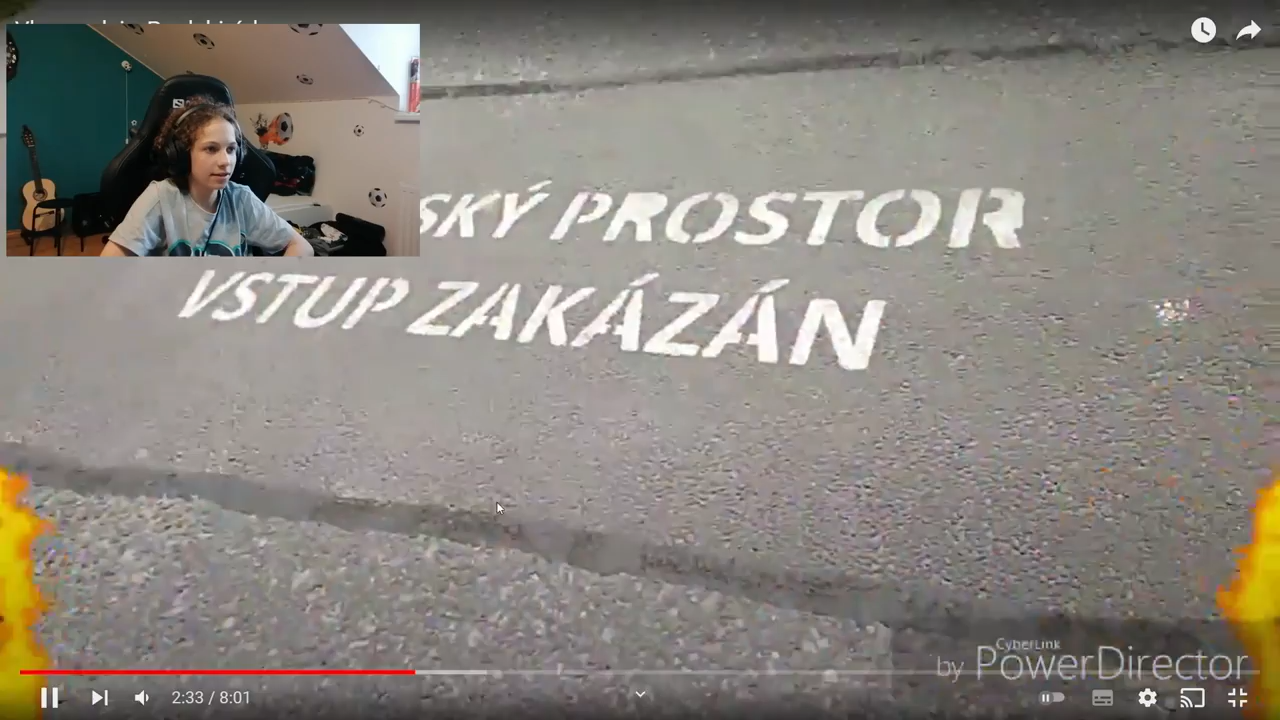 SKÝ PROSTOR
VSTUP ZAKÁZÁN
CyberLink
by PowerDirector
2:33 / 8:01